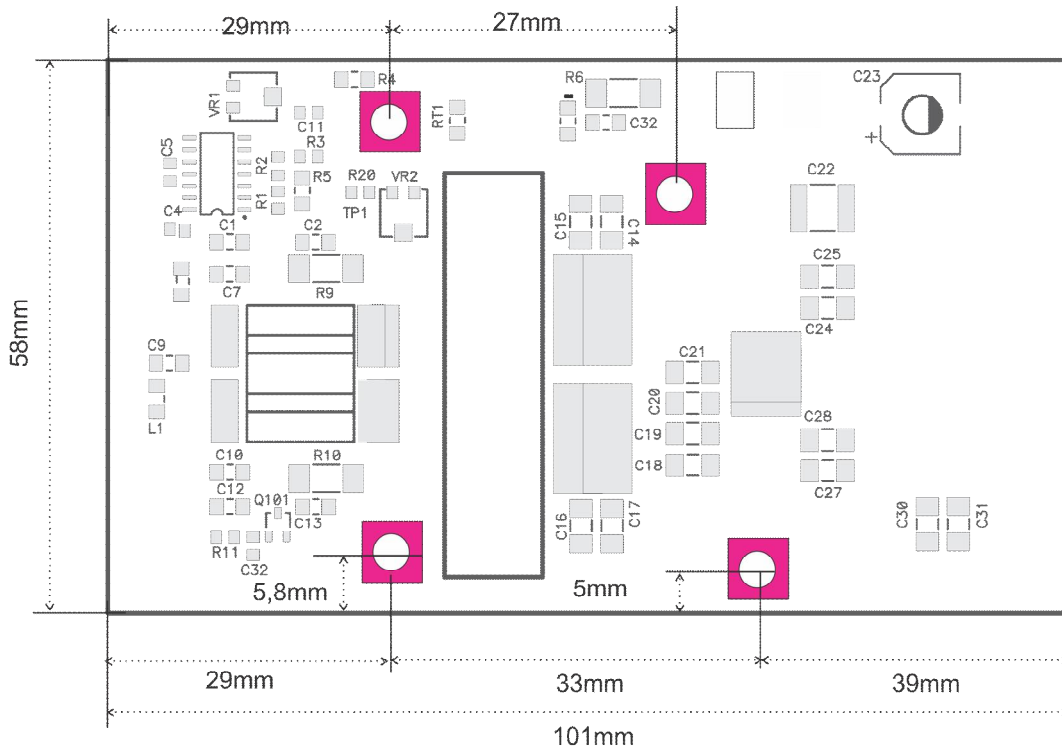 29mm
27mm
R4
R6
C23
VR1
RT1
C11
C32
+
C5
R3
R2
R5
R20
VR2
C22
R1
TP1
C4
C1
C2
C15
C14
C25
C7
R9
C24
58mm
C9
C21
C20
L1
C19
C28
C18
C10
R10
C27
C12
Q101
C13
C16
C17
C30
C31
R11
C32
5,8mm
5mm
29mm
33mm
39mm
101mm